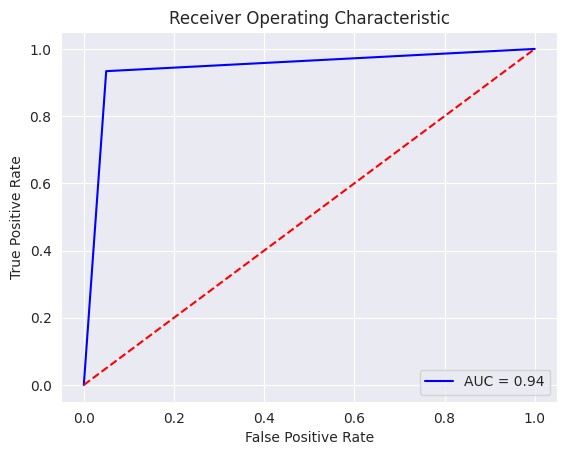 Receiver Operating Characteristic
1.0
0.8
0.6
0.4
0.2
0.0
True Positive Rate
AUC = 0.94
0.0 0.2 0.4 0.6 0.8 1.0
False Positive Rate